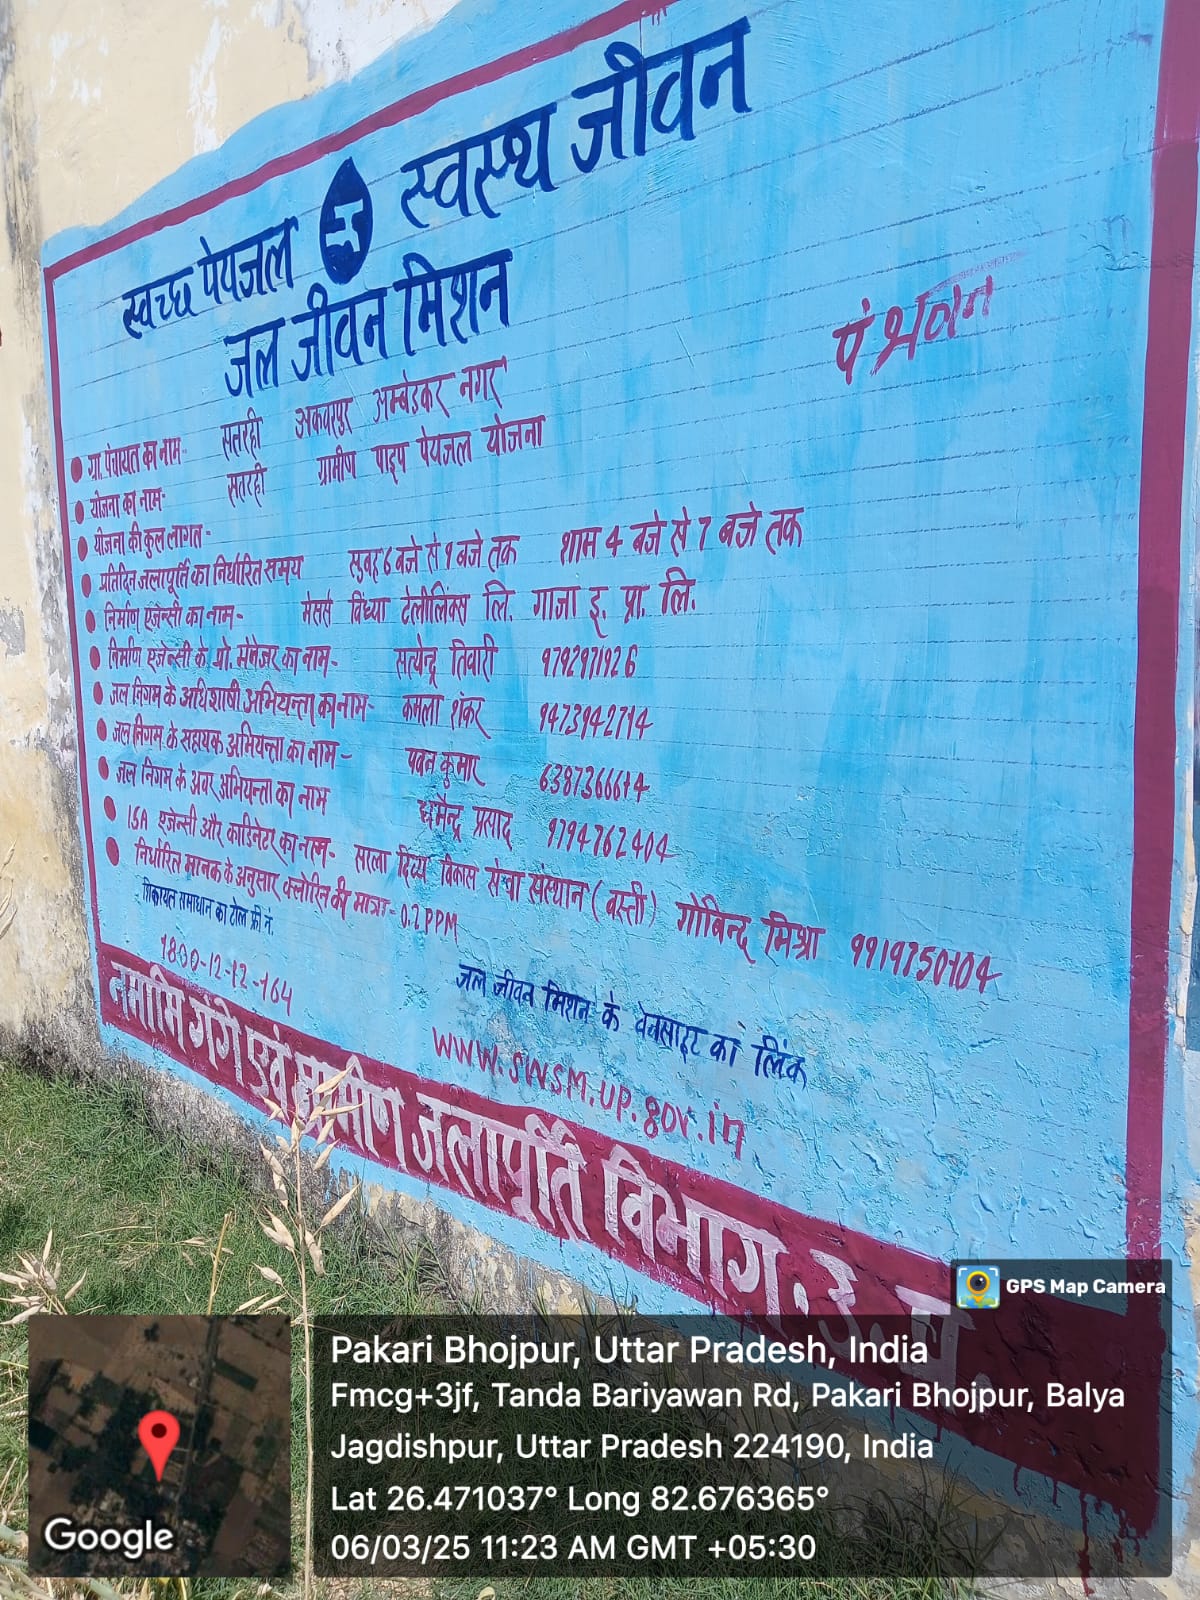 स्वच्छ पेयजल स्वस्थ जीवन
जल जीवन मिशन
पं भवन
ग्रा. पंचायत का नाम- सतरही अकबरपुर अम्बेडकर नगर
योजना का नाम- सतरही ग्रामीण पाइप पेयजल योजना
योजना की कुल लागत-
प्रतिदिन जलापूर्ति का निर्धारित समय सुबह 6 बजे से 9 बजे तक शाम 4 बजे से 7 बजे तक
निर्माण एजेन्सी का नाम- मेसर्स विंध्या टेलीलिंक्स लि. गाजा इ. प्रा. लि.
निर्माण एजेन्सी के प्रो. मैनेजर का नाम- सत्येन्द्र तिवारी 9792971926
जल निगम के अधिशाषी अभियन्ता का नाम- कमला शंकर 9473942714
जल निगम के सहायक अभियन्ता का नाम- पवन कुमार 6387366614
जल निगम के अवर अभियन्ता का नाम धर्मेन्द्र प्रसाद 9794762404
ISA एजेन्सी और काडिनेटर का नाम- सरला दिव्य विकास सेवा संस्थान (बस्ती) गोबिन्द मिश्रा
निर्धारित मानक के अनुसार क्लोरिन की मात्रा- 0.2 PPM
शिकायत समाधान का टोल फ्री नं.
1800-12-12-164
जल जीवन मिशन के वेबसाइट का लिंक
www.swsm.up.gov.in
नमामि गंगे एवं ग्रामीण जलापूर्ति विभाग. उ. प्र.
GPS Map Camera
Pakari Bhojpur, Uttar Pradesh, India
Fmcg+3jf, Tanda Bariyawan Rd, Pakari Bhojpur, Balya
Jagdishpur, Uttar Pradesh 224190, India
Lat 26.471037° Long 82.676365°
06/03/25 11:23 AM GMT +05:30
Google